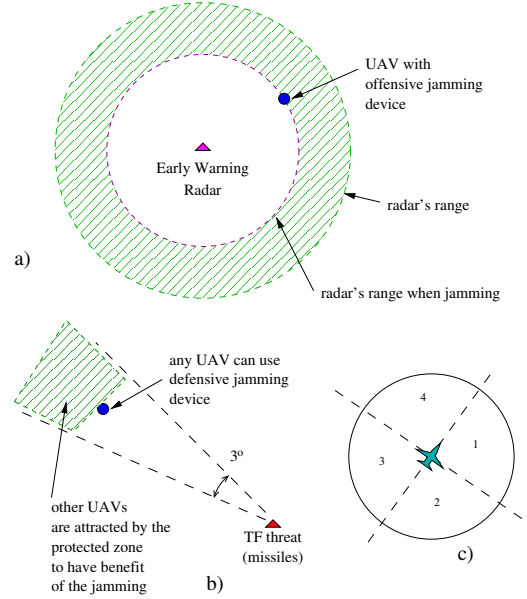 UAV with
offensive jamming
device
Early Warning
Radar
radar's range
a)
radar's range when jamming
any UAV can use
defensive jamming
device
3º
other UAVs
are attracted by the
protected zone
to have benefit
of the jamming
TF threat
(missiles)
b)
4
1
3
2
c)